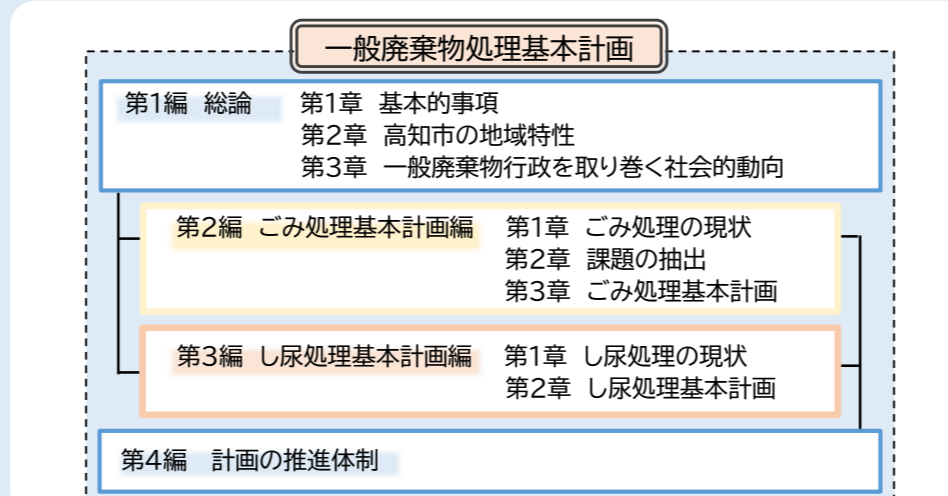 一般廃棄物処理基本計画
第1編 総論 第1章 基本的事項
第2章 高知市の地域特性
第3章 一般廃棄物行政を取り巻く社会的動向
第2編 ごみ処理基本計画編 第1章 ごみ処理の現状
第2章 課題の抽出
第3章 ごみ処理基本計画
第3編 し尿処理基本計画編 第1章 し尿処理の現状
第2章 し尿処理基本計画
第4編 計画の推進体制